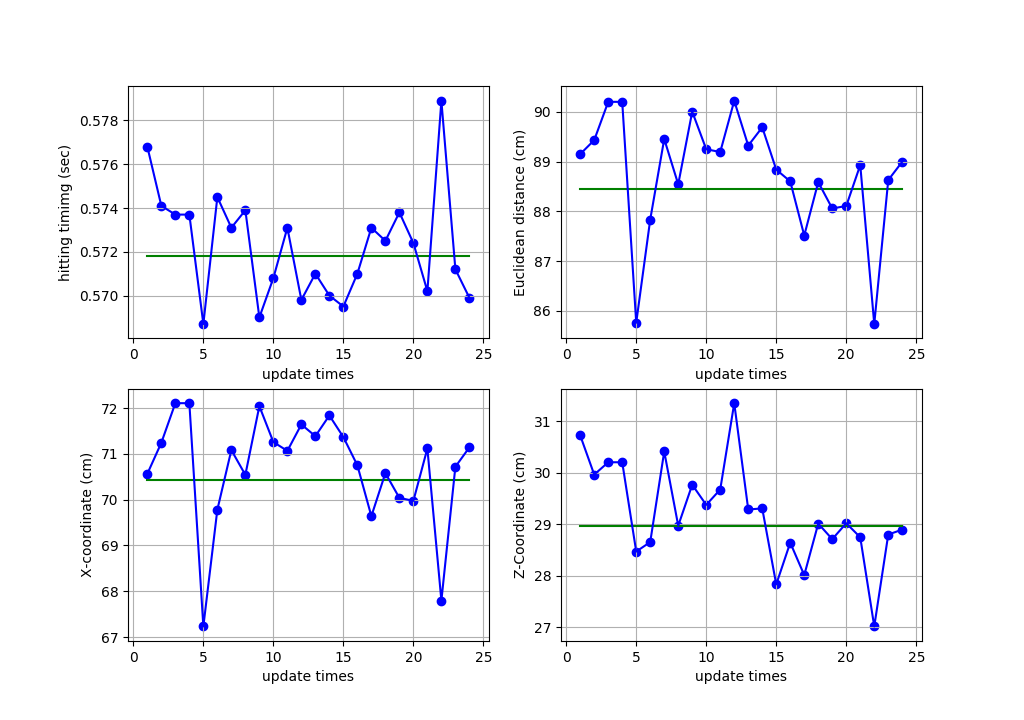 hitting timimg (sec)
0.578
0.576
0.574
0.572
0.570
0 5 10 15 20 25
update times
Euclidean distance (cm)
90
89
88
87
86
0 5 10 15 20 25
update times
X-coordinate (cm)
72
71
70
69
68
67
0 5 10 15 20 25
update times
Z-Coordinate (cm)
31
30
29
28
27
0 5 10 15 20 25
update times